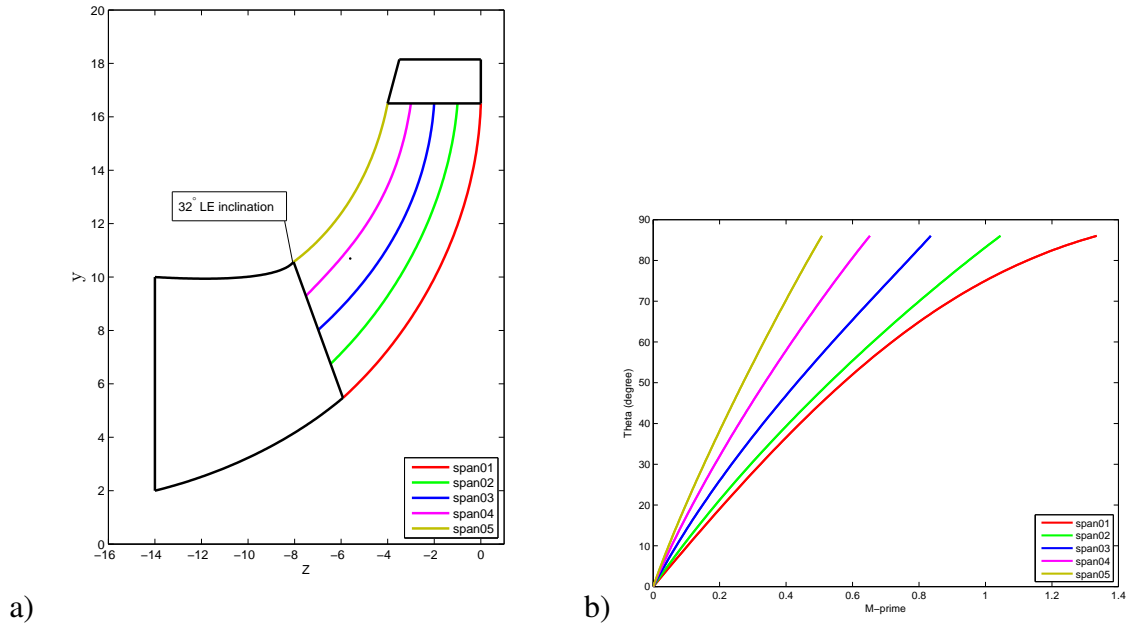 20
18
16
14
12
10
8
6
4
2
0
y
32° LE inclination
span01
span02
span03
span04
span05
−16 −14 −12 −10 −8 −6 −4 −2 0
Z
a)
90
80
70
60
50
40
30
20
10
0
Theta (degree)
span01
span02
span03
span04
span05
0 0.2 0.4 0.6 0.8 1 1.2 1.4
M−prime
b)